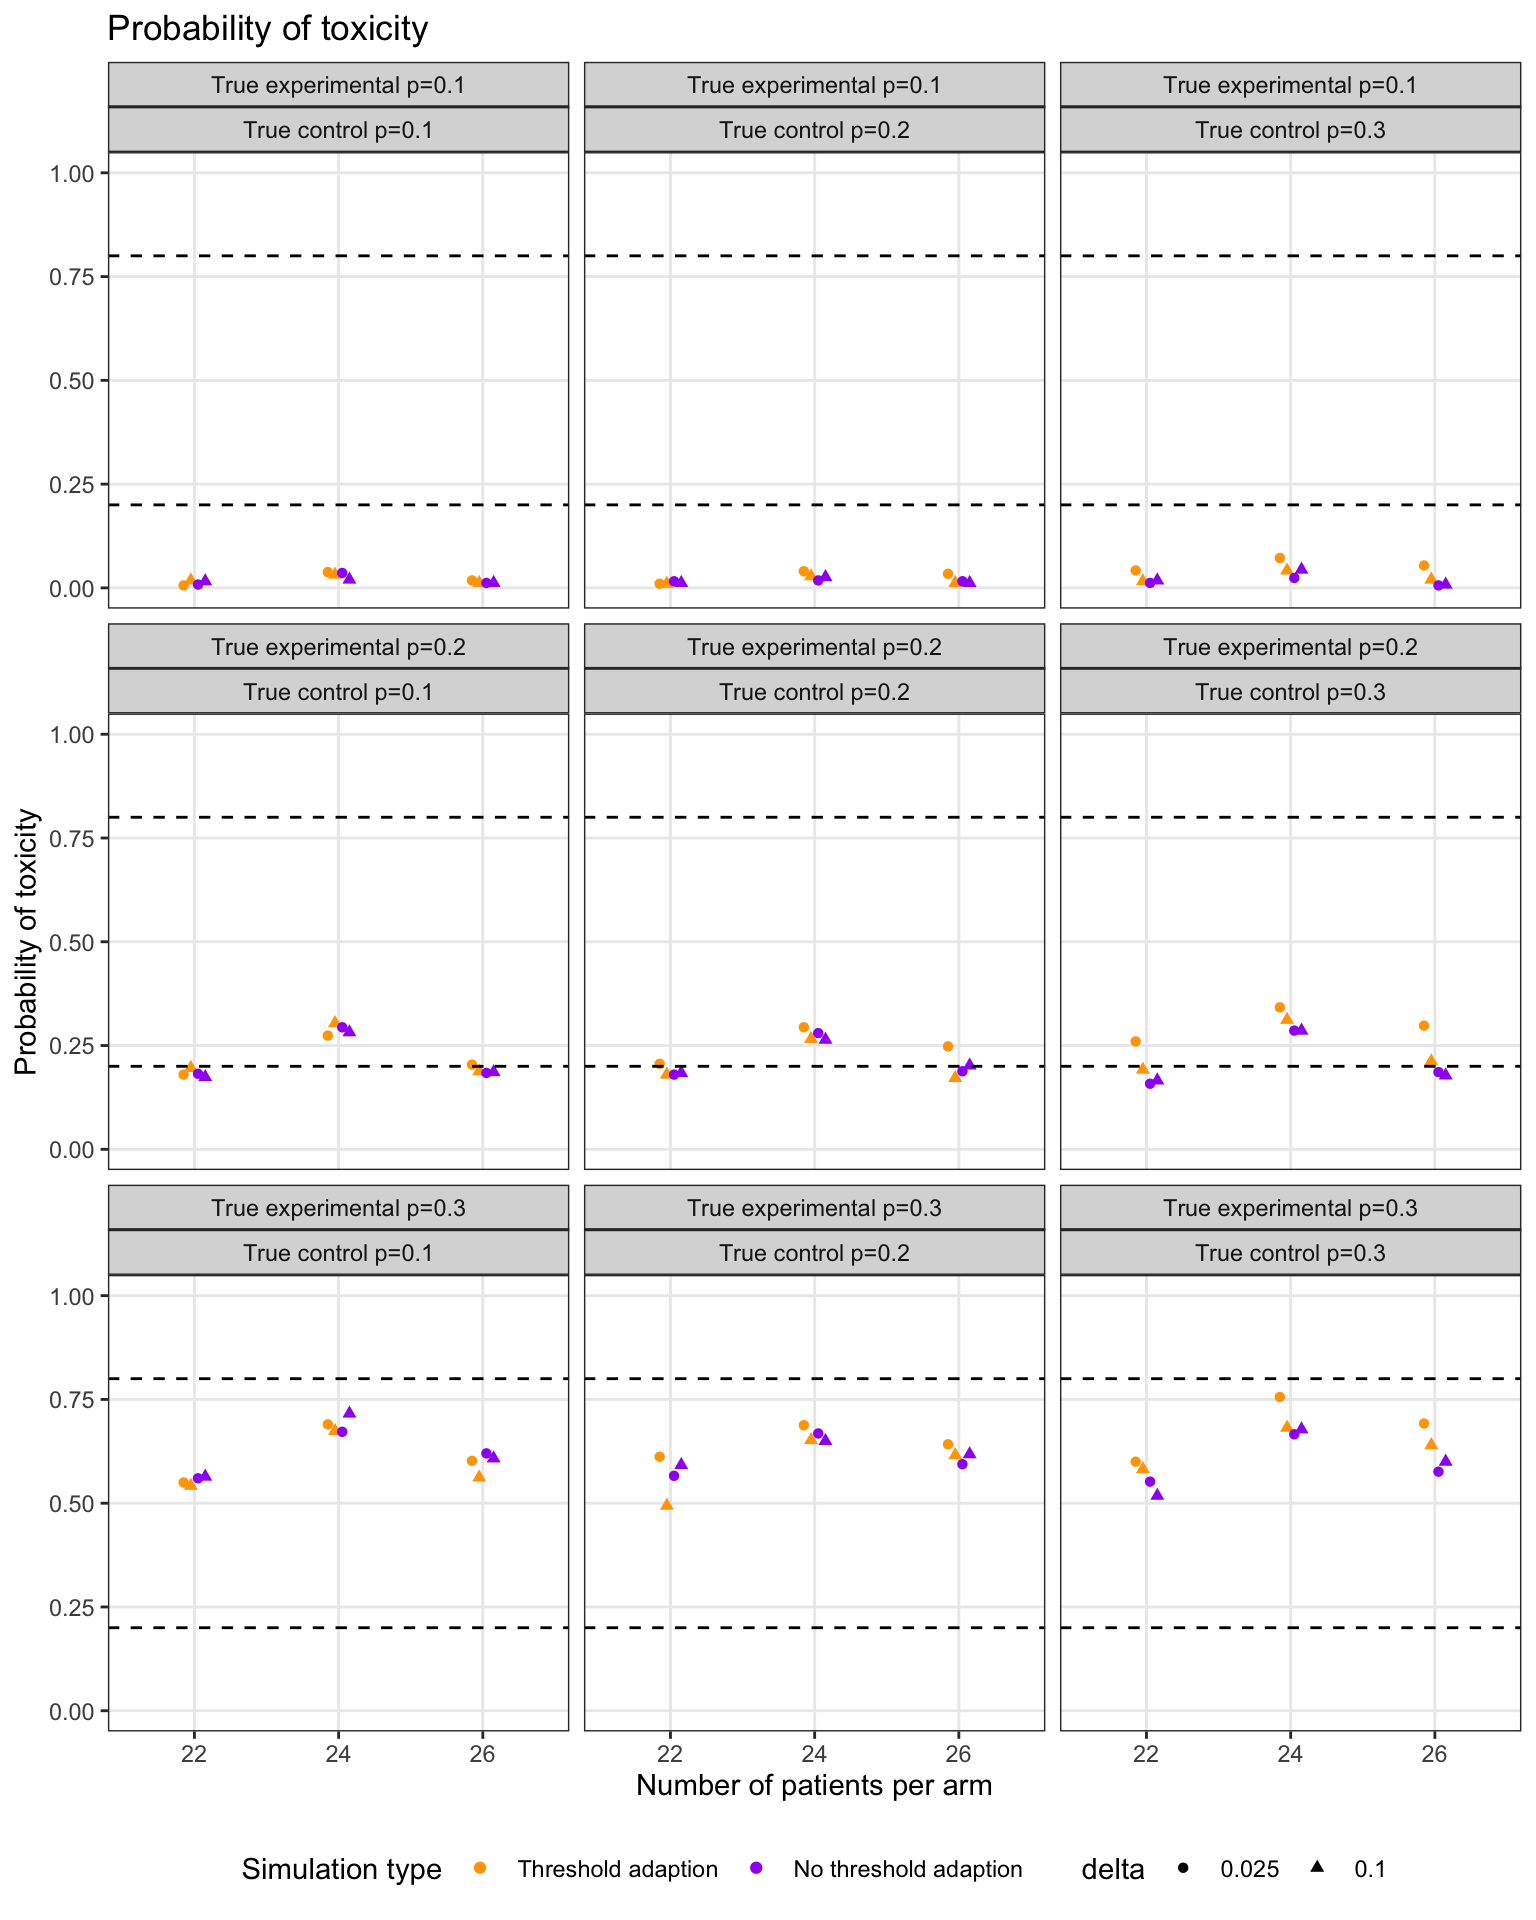 Probability of toxicity
True experimental p=0.1
True experimental p=0.1
True experimental p=0.1
True control p=0.1
True control p=0.2
True control p=0.3
1.00
0.75
0.50
0.25
0.00
True experimental p=0.2
True experimental p=0.2
True experimental p=0.2
True control p=0.1
True control p=0.2
True control p=0.3
1.00
0.75
0.50
0.25
0.00
Probability of toxicity
True experimental p=0.3
True experimental p=0.3
True experimental p=0.3
True control p=0.1
True control p=0.2
True control p=0.3
1.00
0.75
0.50
0.25
0.00
22 24 26
22 24 26
22 24 26
Number of patients per arm
Simulation type Threshold adaption No threshold adaption delta 0.025 0.1